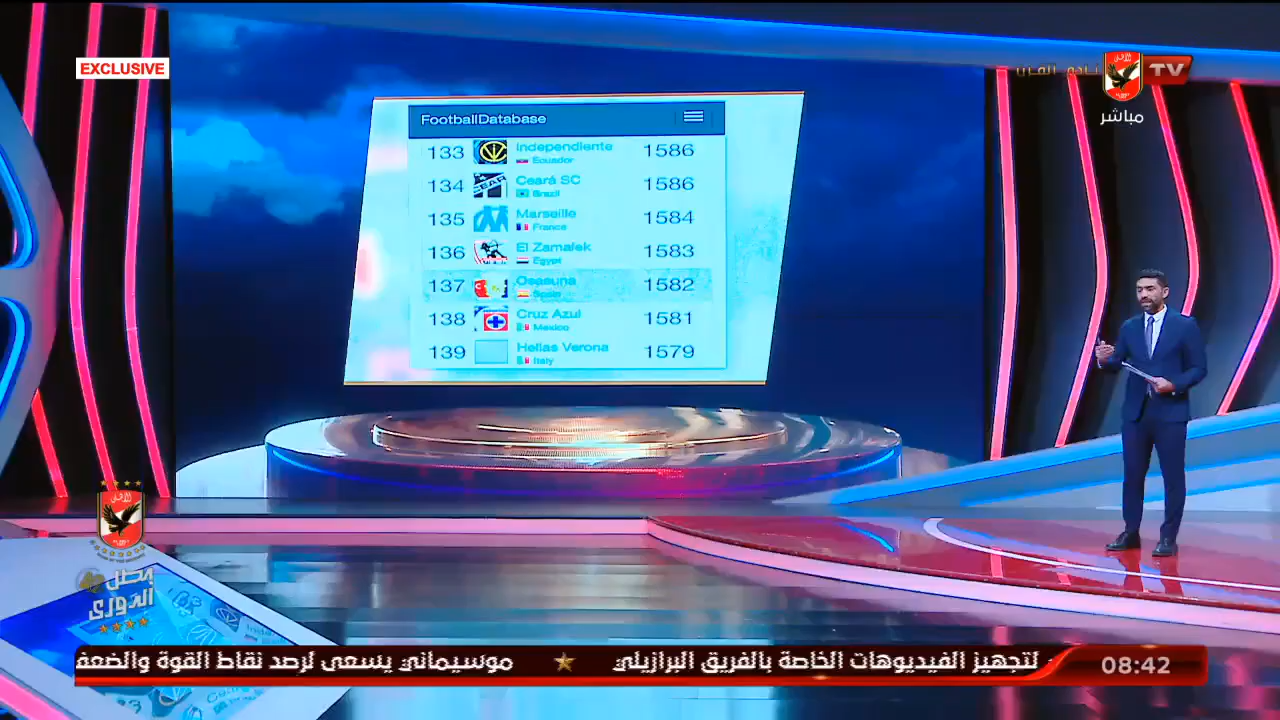 EXCLUSIVE
نادي القرن
TV
مباشر
FootballDatabase
133 Independiente 1586
Ecuador
134 Ceará SC 1586
Brazil
135 Marseille 1584
France
136 El Zamalek 1583
Egypt
137 Osasuna 1582
Spain
138 Cruz Azul 1581
Mexico
139 Hellas Verona 1579
Italy
بطل
الدوري
لتجهيز الفيديوهات الخاصة بالفريق البرازيلي ★ موسيماني يسعى لرصد نقاط القوة والضعف
08:42